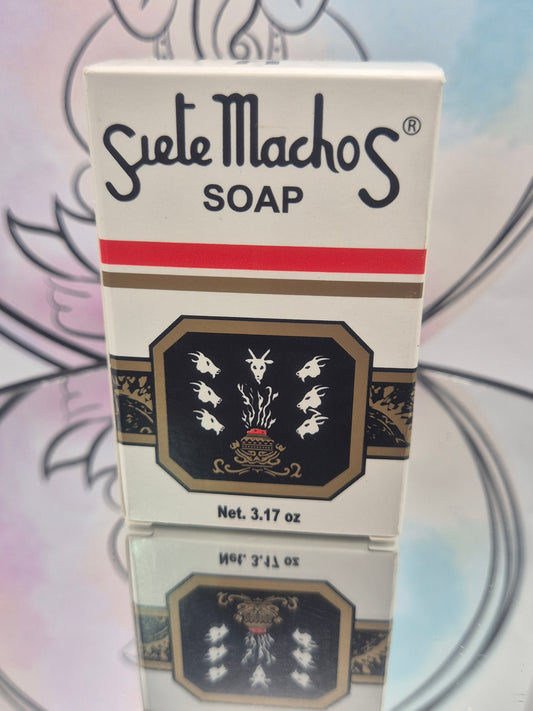 Siete Machos®
SOAP
Net. 3.17 oz